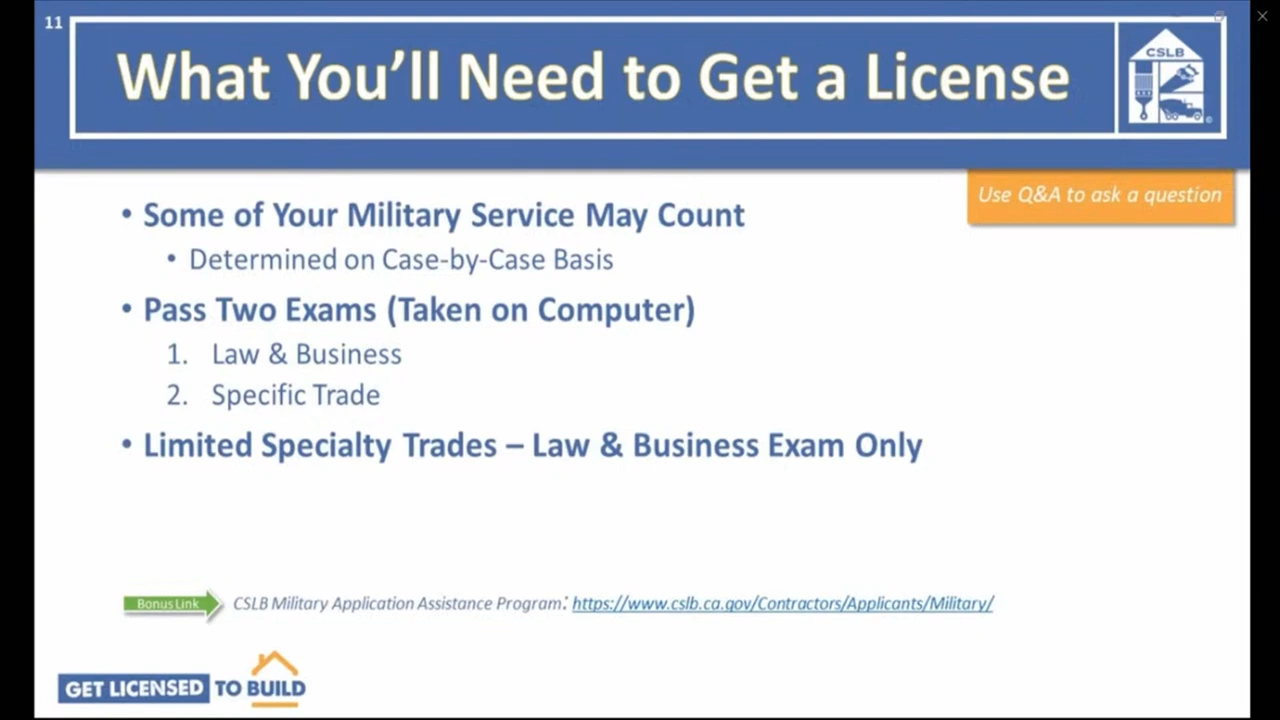 11
What You'll Need to Get a License
CSLB
Use Q&A to ask a question
• Some of Your Military Service May Count
• Determined on Case-by-Case Basis
• Pass Two Exams (Taken on Computer)
1. Law & Business
2. Specific Trade
• Limited Specialty Trades – Law & Business Exam Only
Bonus Link CSLB Military Application Assistance Program: https://www.cslb.ca.gov/Contractors/Applicants/Military/
GET LICENSED TO BUILD